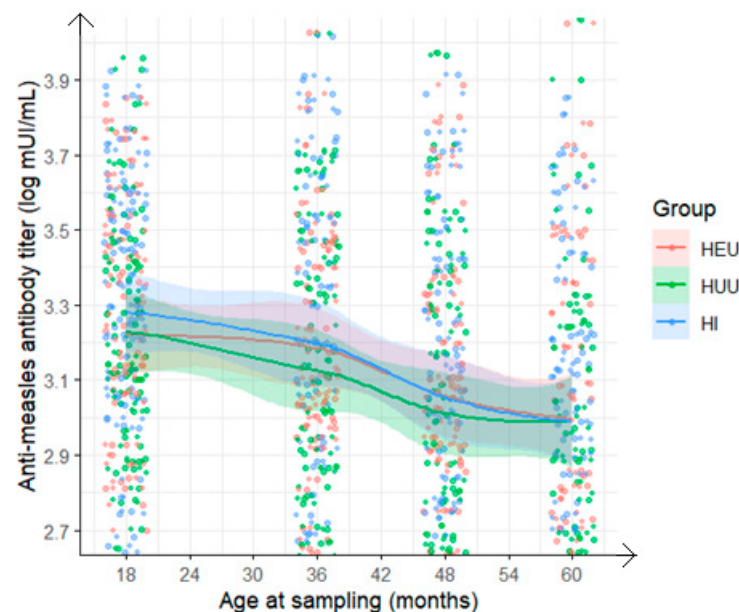 Anti-measles antibody titer (log mUI/mL)
3.9
3.7
3.5
3.3
3.1
2.9
2.7
18 24 30 36 42 48 54 60
Age at sampling (months)
Group
HEU
HUU
HI